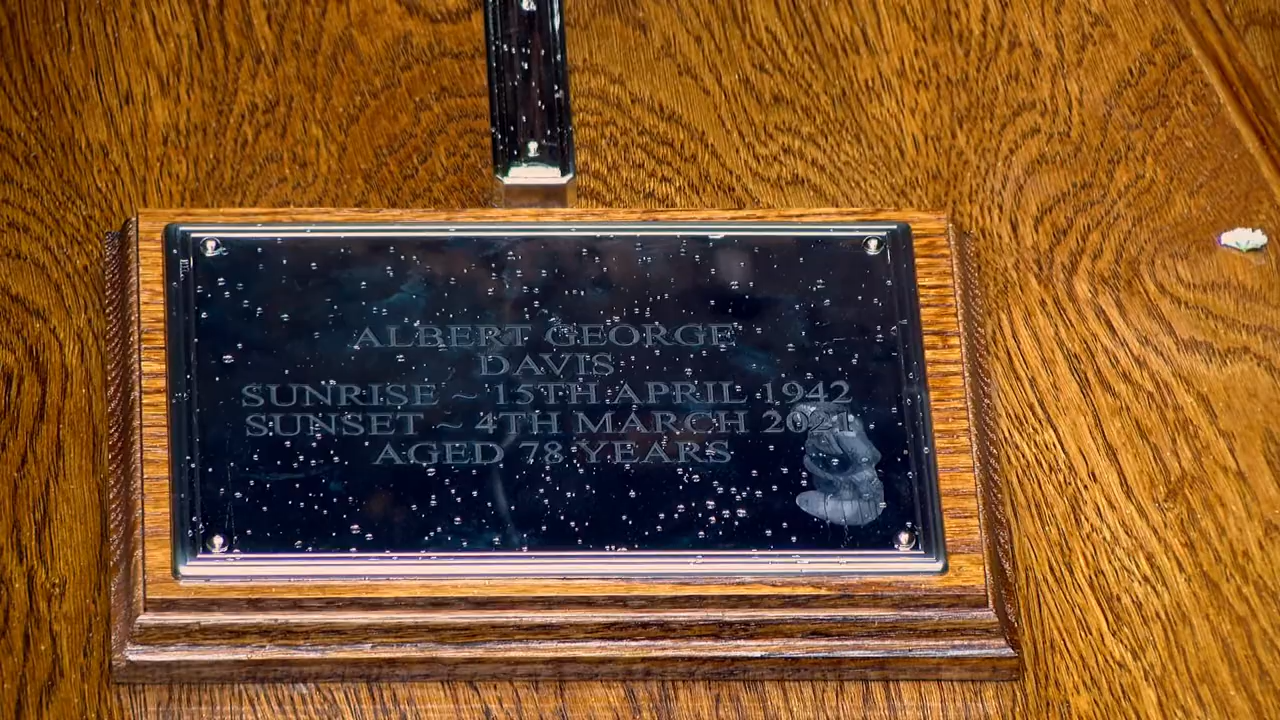 ALBERT GEORGE
DAVIS
SUNRISE ~ 15TH APRIL 1942
SUNSET ~ 4TH MARCH 2021
AGED 78 YEARS